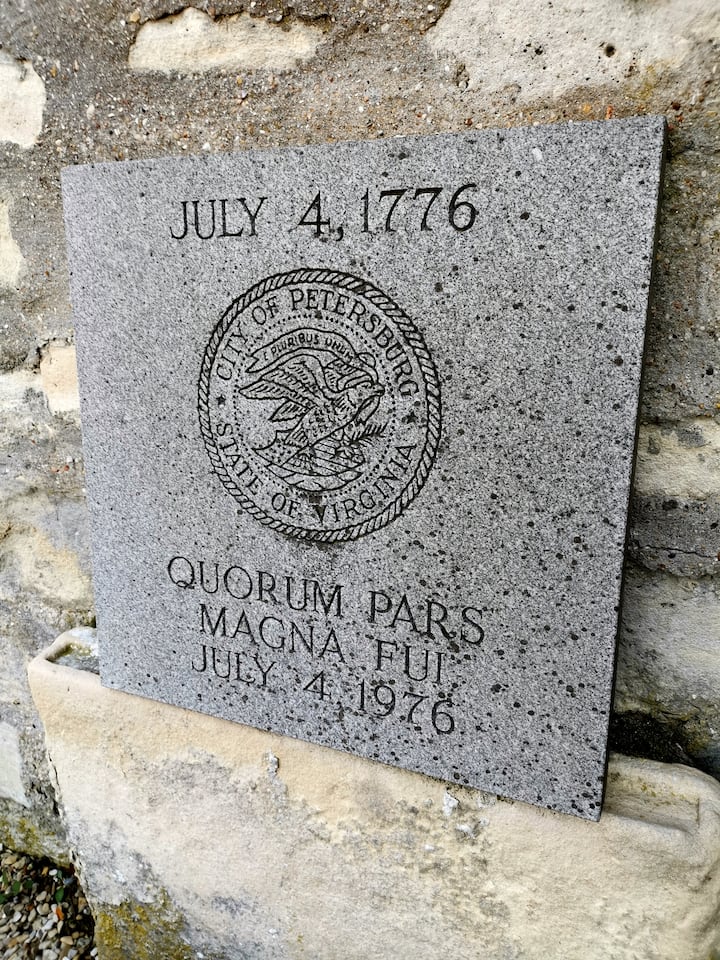 JULY 4, 1776
CITY OF PETERSBURG
E PLURIBUS UNUM
STATE OF VIRGINIA
QUORUM PARS
MAGNA FUI
JULY 4, 1976